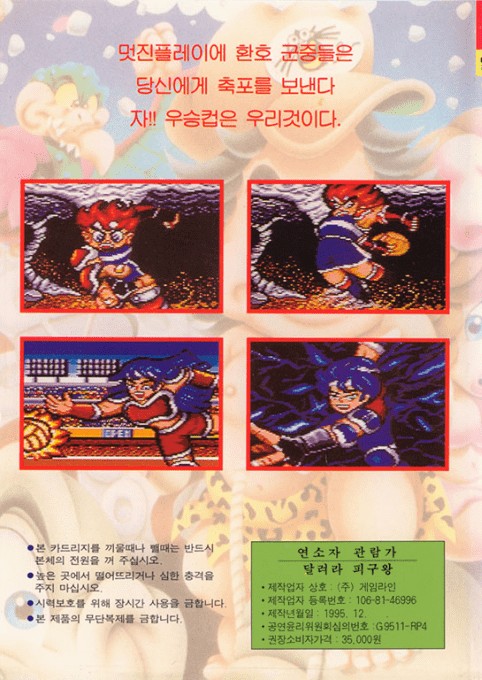 멋진플레이에 환호 군중들은
당신에게 축포를 보낸다
자!! 우승컵은 우리것이다.
OPEN
●본 카드리지를 끼울때나 뺄때는 반드시
본체의 전원을 꺼 주십시오.
●높은 곳에서 떨어뜨리거나 심한 충격을
주지 마십시오.
●시력보호를 위해 장시간 사용을 금합니다.
●본 제품의 무단복제를 금합니다.
연소자 관람가
달려라 피구왕
• 제작업자 상호 : (주) 게임라인
• 제작업자 등록번호 : 106-81-46996
• 제작년월일 : 1995. 12.
• 공연윤리위원회심의번호 : G9511-RP4
• 권장소비자가격 : 35,000원